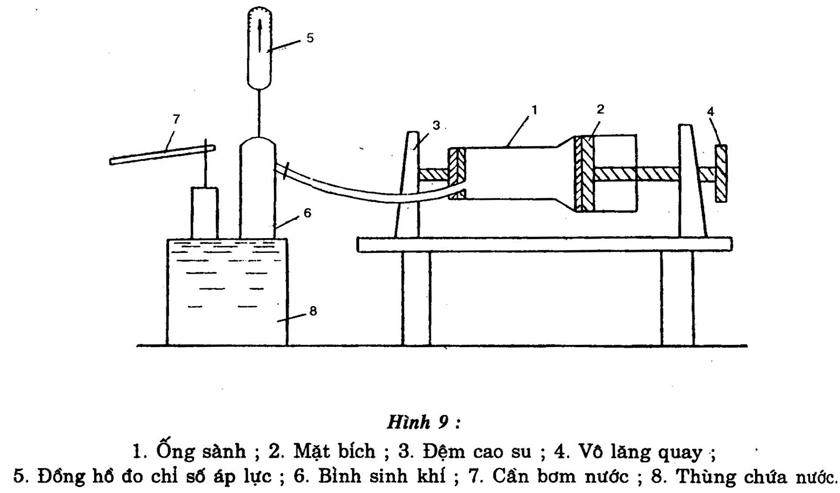 5
7
3
1
2
4
6
8
Hình 9 :
1. Ống sành ; 2. Mặt bích ; 3. Đệm cao su ; 4. Vô lăng quay ;
5. Đồng hồ đo chỉ số áp lực ; 6. Bình sinh khí ; 7. Cần bơm nước ; 8. Thùng chứa nước.